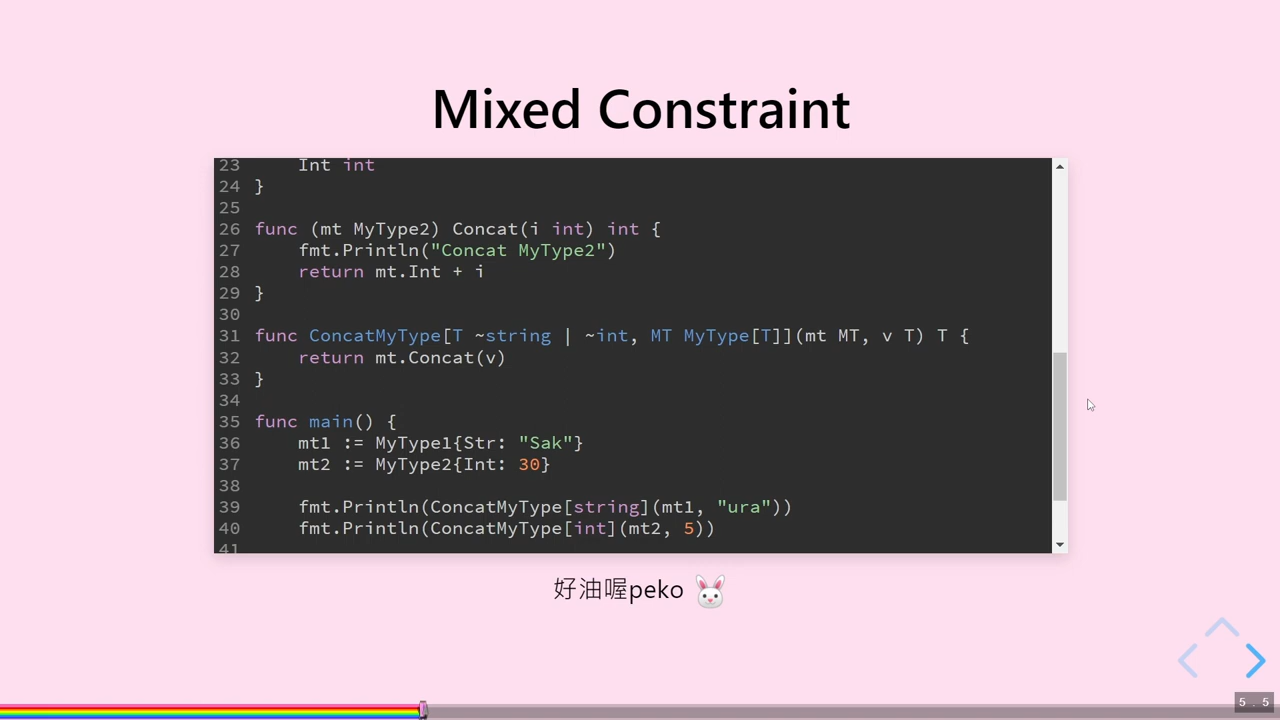 Mixed Constraint
23     Int int
24 }
25
26 func (mt MyType2) Concat(i int) int {
27     fmt.Println("Concat MyType2")
28     return mt.Int + i
29 }
30
31 func ConcatMyType[T ~string | ~int, MT MyType[T]](mt MT, v T) T {
32     return mt.Concat(v)
33 }
34
35 func main() {
36     mt1 := MyType1{Str: "Sak"}
37     mt2 := MyType2{Int: 30}
38
39     fmt.Println(ConcatMyType[string](mt1, "ura"))
40     fmt.Println(ConcatMyType[int](mt2, 5))
41
好油喔peko 🐰
5 . 5